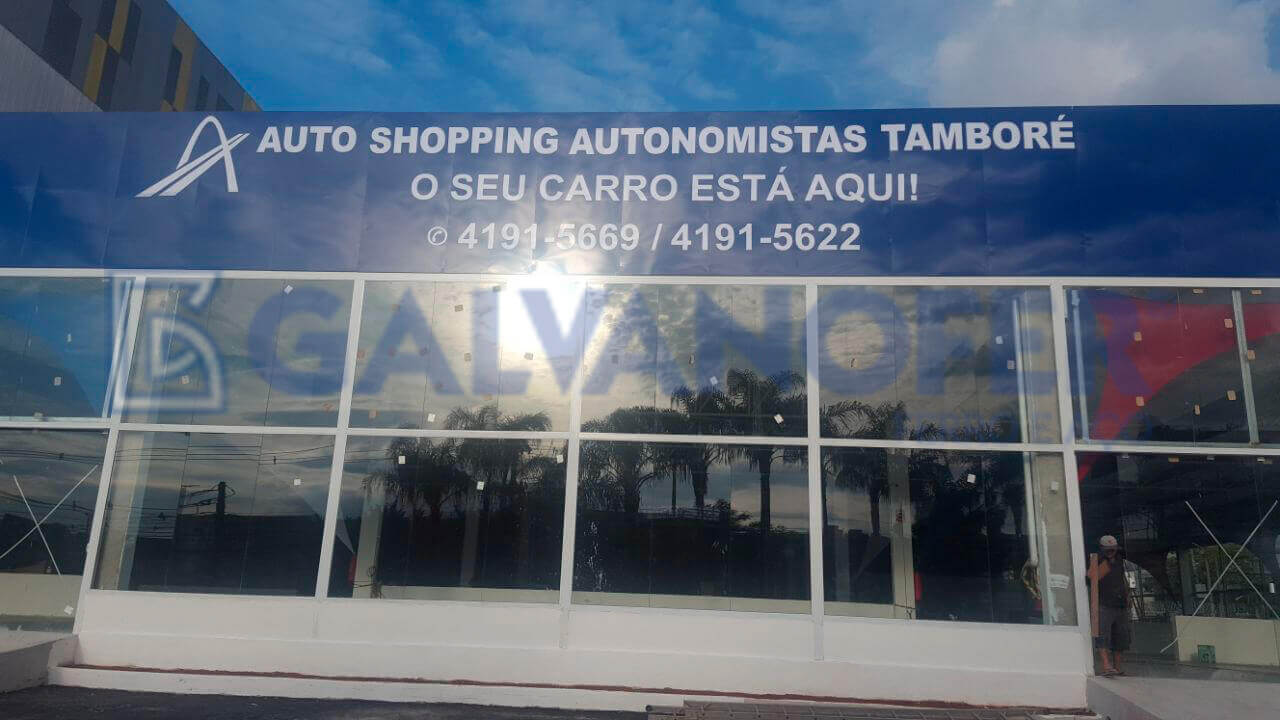 AUTO SHOPPING AUTONOMISTAS TAMBORÉ
O SEU CARRO ESTÁ AQUI!
✆ 4191-5669 / 4191-5622
GALVANOFER